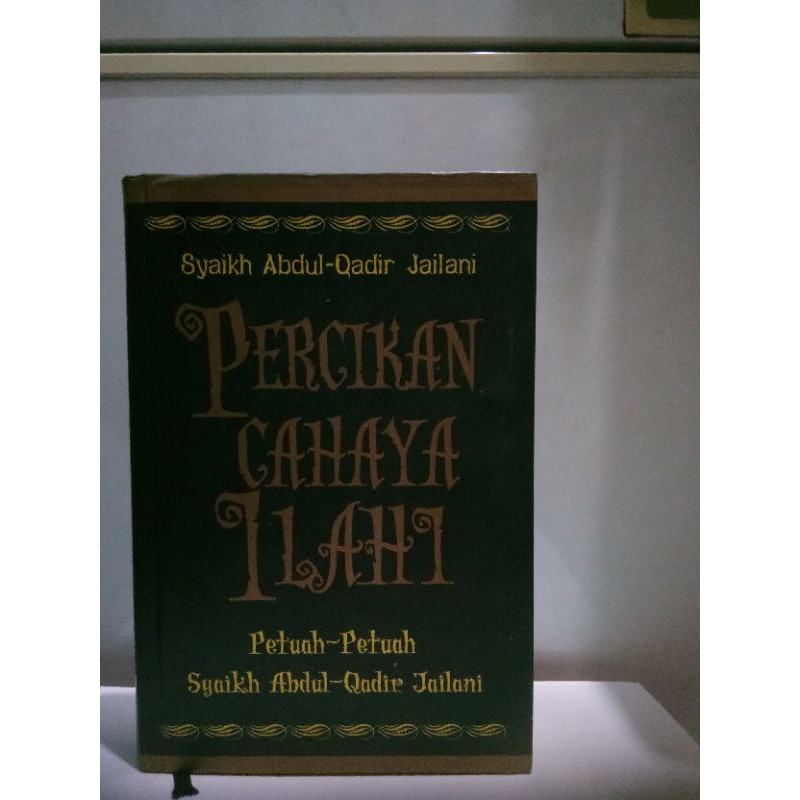 Syaikh Abdul-Qadir Jailani
PERCIKAN
CAHAYA
ILAHI
Petuah-Petuah
Syaikh Abdul-Qadir Jailani